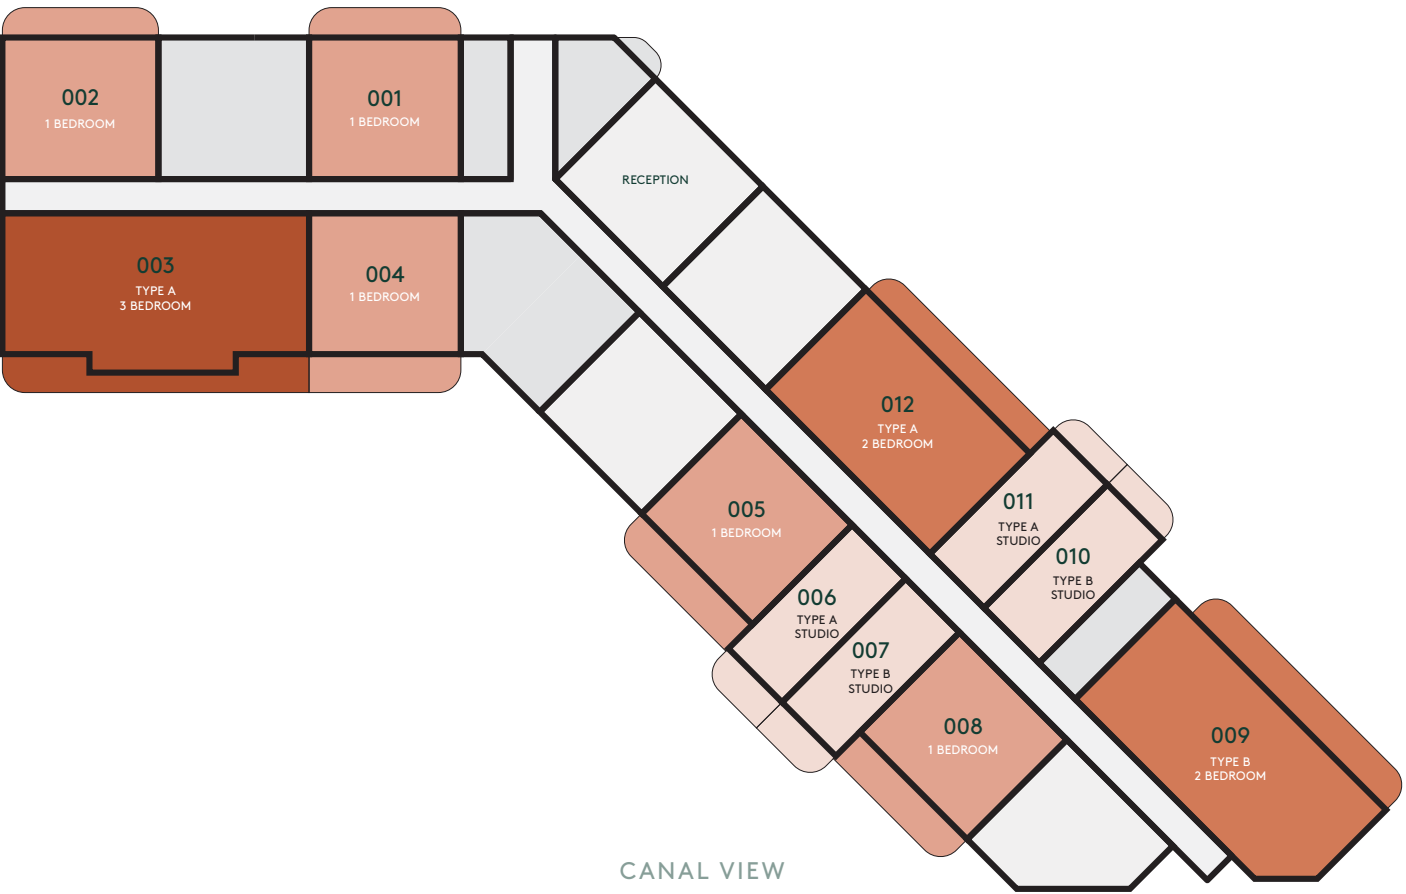 002
1 BEDROOM
001
1 BEDROOM
RECEPTION
003
TYPE A
3 BEDROOM
004
1 BEDROOM
012
TYPE A
2 BEDROOM
011
TYPE A
STUDIO
005
1 BEDROOM
010
TYPE B
STUDIO
006
TYPE A
STUDIO
007
TYPE B
STUDIO
008
1 BEDROOM
009
TYPE B
2 BEDROOM
CANAL VIEW